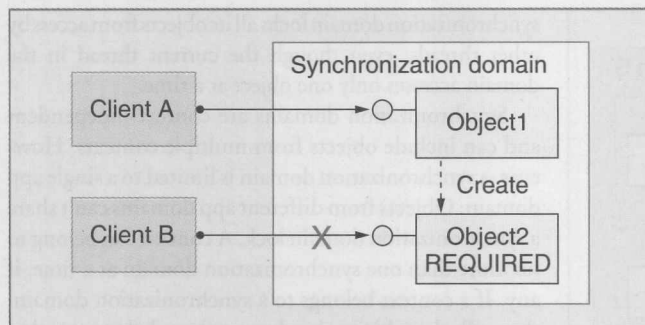 Synchronization domain
Client A
Object1
Create
Client B
X
Object2
REQUIRED